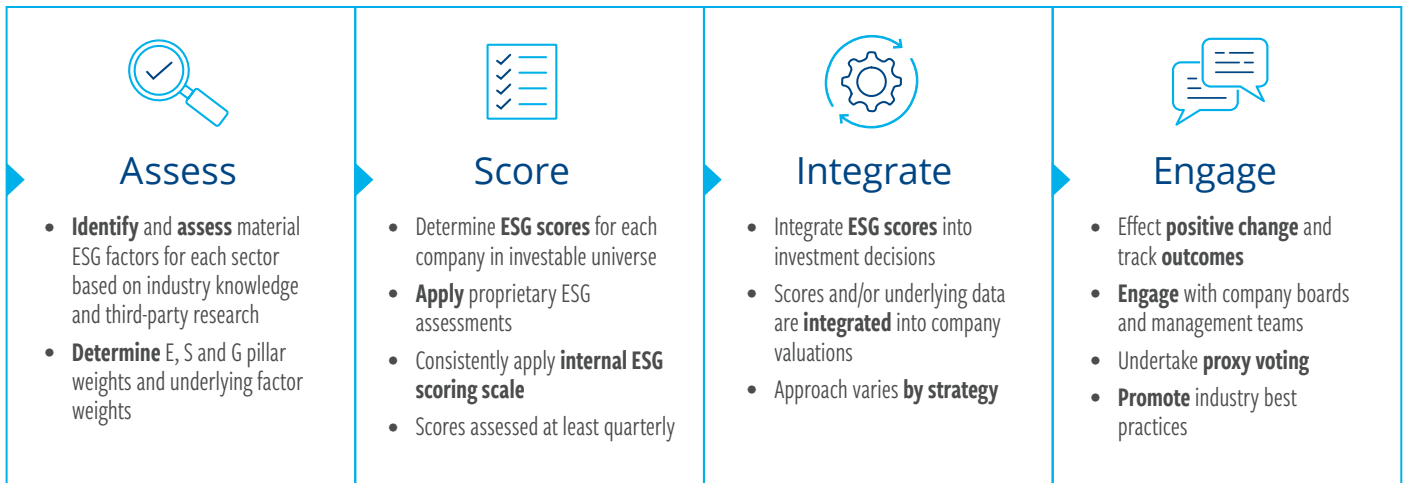 Assess
• Identify and assess material
ESG factors for each sector
based on industry knowledge
and third-party research
• Determine E, S and G pillar
weights and underlying factor
weights
Score
• Determine ESG scores for each
company in investable universe
• Apply proprietary ESG
assessments
• Consistently apply internal ESG
scoring scale
• Scores assessed at least quarterly
Integrate
• Integrate ESG scores into
investment decisions
• Scores and/or underlying data
are integrated into company
valuations
• Approach varies by strategy
Engage
• Effect positive change and
track outcomes
• Engage with company boards
and management teams
• Undertake proxy voting
• Promote industry best
practices